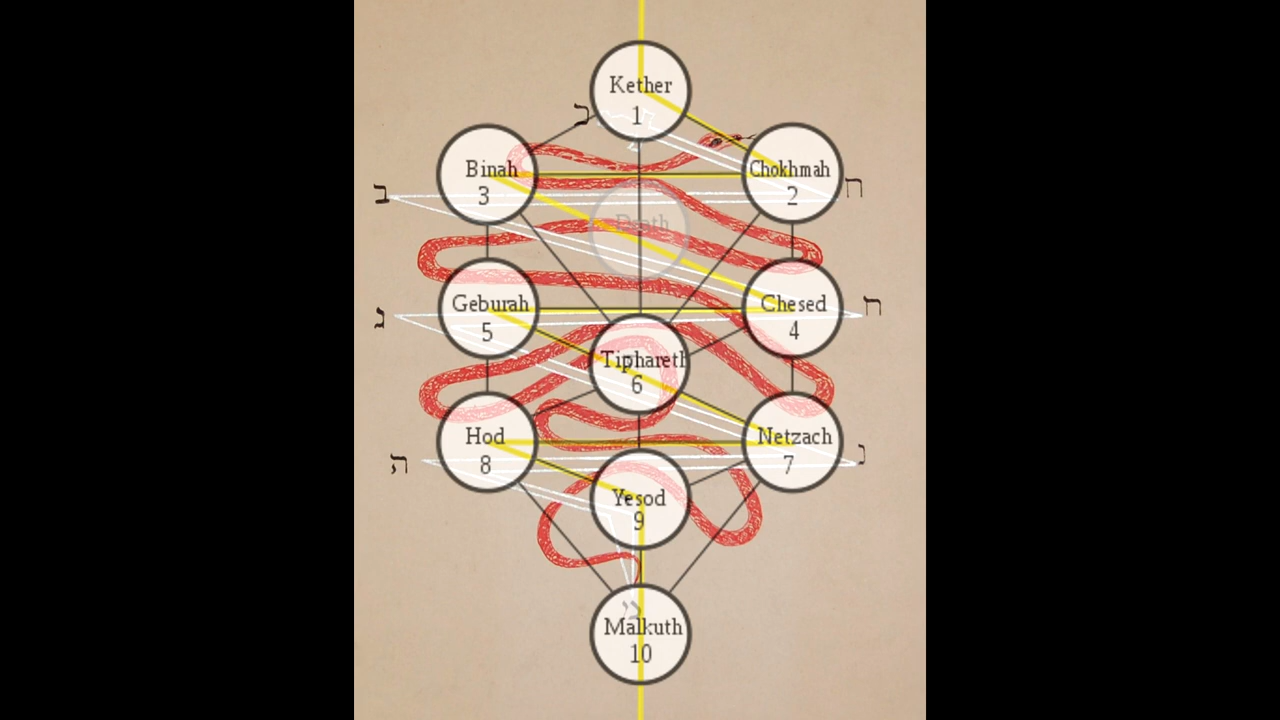 Kether
1
כ
Binah
3
Chokhmah
2
ב
ח
Death
Geburah
5
Chesed
4
ג
ח
Tiphareth
6
Hod
8
Netzach
7
ה
נ
Yesod
9
Malkuth
10